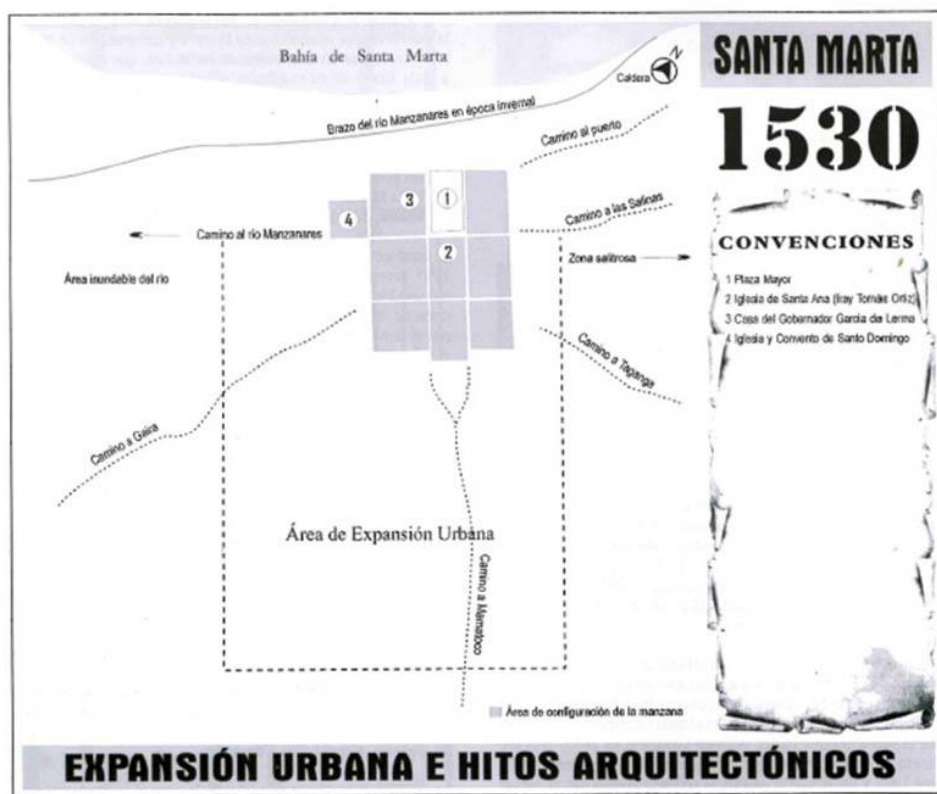 Bahía de Santa Marta
Caldera
N
SANTA MARTA
1530
Brazo del río Manzanares en época invernal
Camino al puerto
1
3
4
2
Camino a las Salinas
Camino al río Manzanares
Zona salitrosa
Área inundable del río
CONVENCIONES
1 Plaza Mayor
2 Iglesia de Santa Ana (fray Tomás Ortiz)
3 Casa del Gobernador García de Lerma
4 Iglesia y Convento de Santo Domingo
Camino a Taganga
Camino a Gaira
Área de Expansión Urbana
Camino a Mamatoco
Área de configuración de la manzana
EXPANSIÓN URBANA E HITOS ARQUITECTÓNICOS